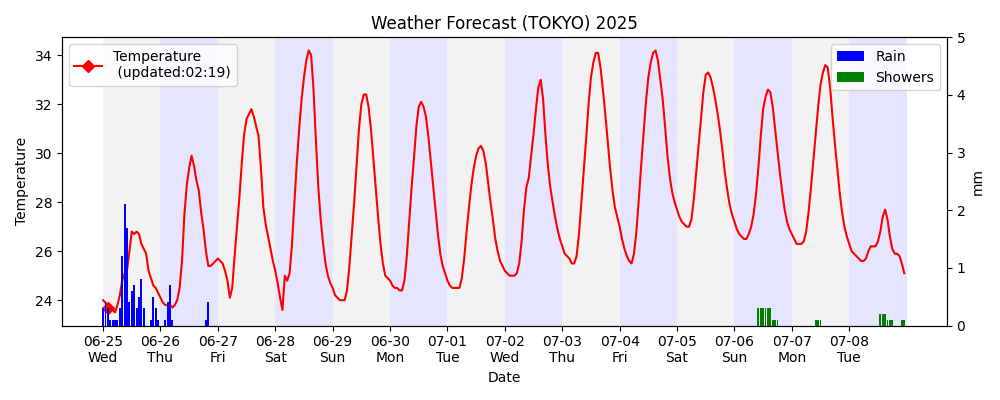 Weather Forecast (TOKYO) 2025
Temperature
(updated:02:19)
Rain
Showers
34
32
30
28
26
24
Temperature
5
4
3
2
1
0
mm
06-25 06-26 06-27 06-28 06-29 06-30 07-01 07-02 07-03 07-04 07-05 07-06 07-07 07-08
Wed Thu Fri Sat Sun Mon Tue Wed Thu Fri Sat Sun Mon Tue
Date